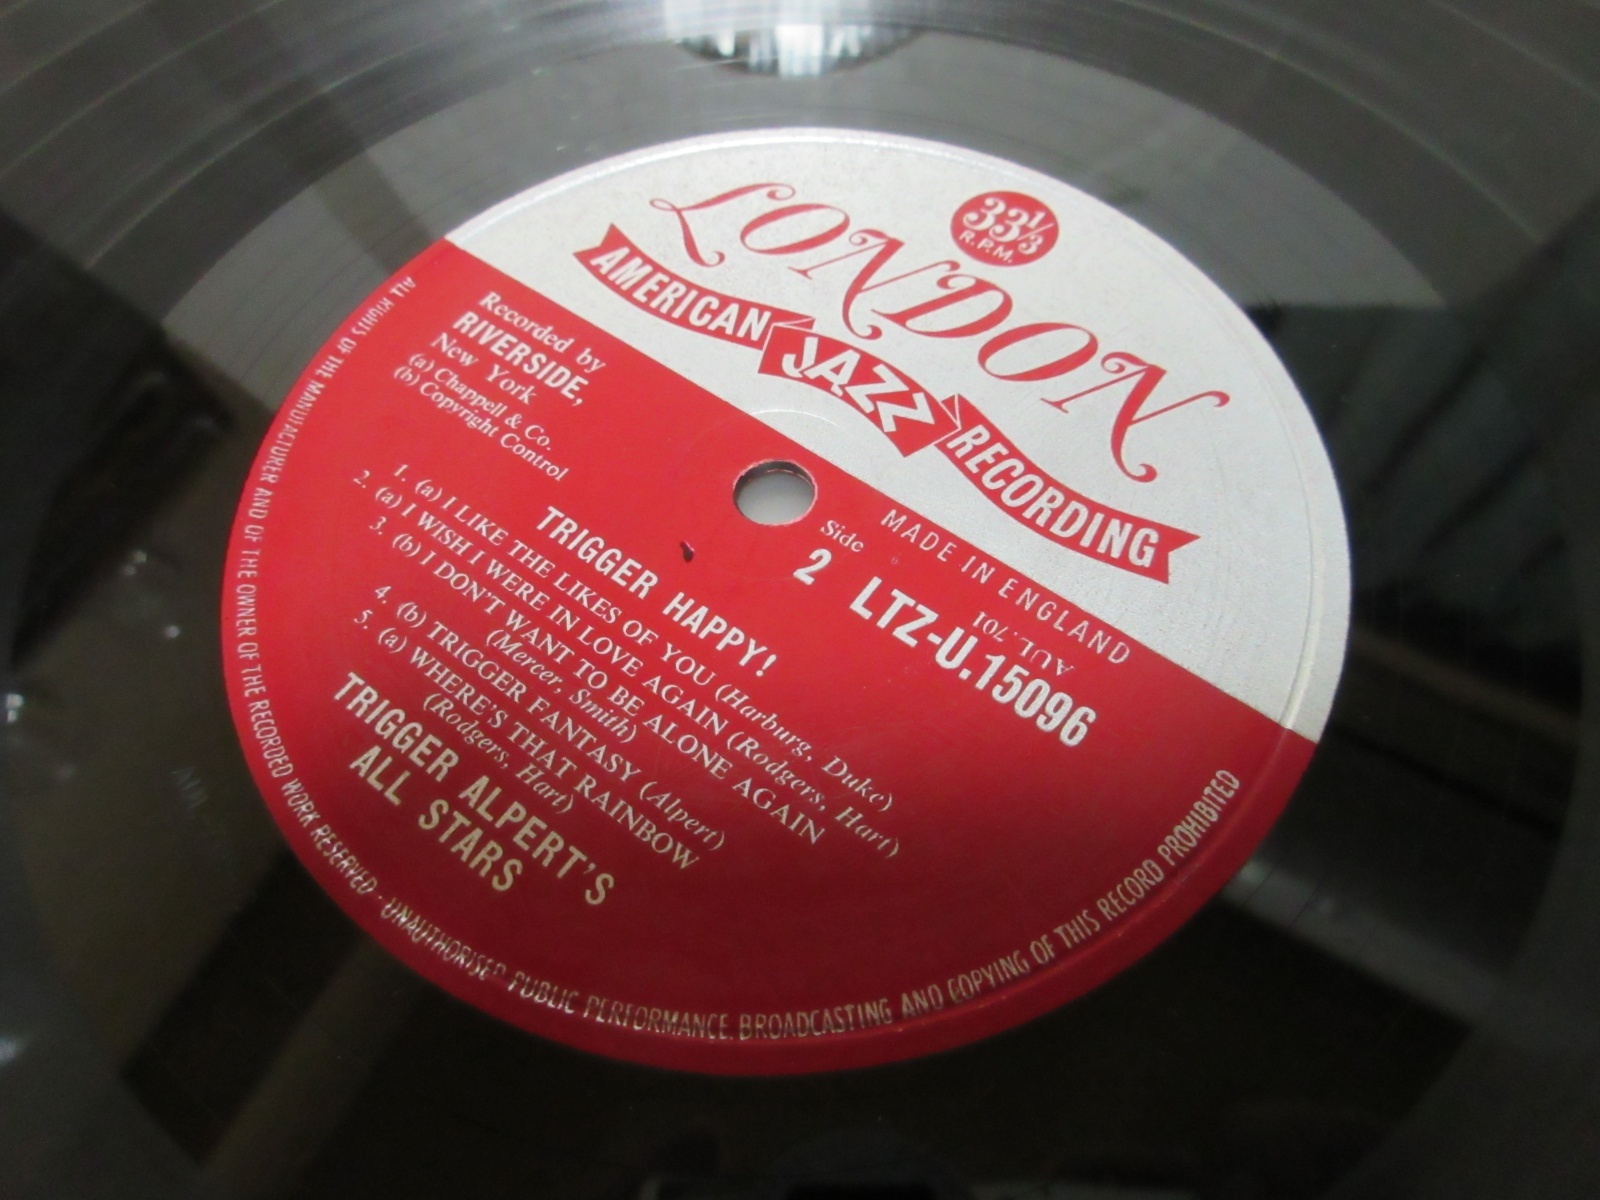 LONDON
33⅓
R.P.M.
AMERICAN JAZZ RECORDING
MADE IN ENGLAND
Recorded by
RIVERSIDE,
New York
(a) Chappell & Co.
(b) Copyright Control
Side
2
LTZ-U.15096
TRIGGER HAPPY!
1. (a) I LIKE THE LIKES OF YOU (Harburg, Duke)
2. (a) I WISH I WERE IN LOVE AGAIN (Rodgers, Hart)
3. (b) I DON'T WANT TO BE ALONE AGAIN
(Mercer, Smith)
4. (b) TRIGGER FANTASY (Alpert)
5. (a) WHERE'S THAT RAINBOW
(Rodgers, Hart)
TRIGGER ALPERT'S
ALL STARS
ALL RIGHTS OF THE MANUFACTURER AND OF THE OWNER OF THE RECORDED WORK RESERVED · UNAUTHORISED PUBLIC PERFORMANCE, BROADCASTING AND COPYING OF THIS RECORD PROHIBITED